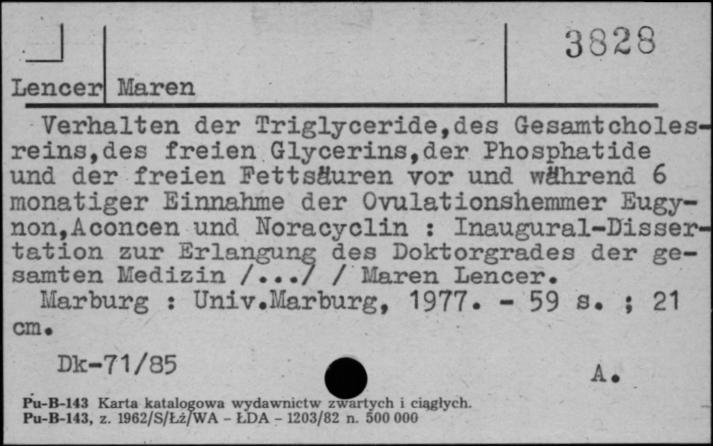 3828
Lencer Maren
Verhalten der Triglyceride,des Gesamtcholes-
reins,des freien Glycerins,der Phosphatide
und der freien Fettsäuren vor und während 6
monatiger Einnahme der Ovulationshemmer Eugy-
non,Aconcen und Noracyclin : Inaugural-Disser-
tation zur Erlangung des Doktorgrades der ge-
samten Medizin /.../ / Maren Lencer.
Marburg : Univ.Marburg, 1977. - 59 s. ; 21
cm.
Dk-71/85
A.
Pu-B-143 Karta katalogowa wydawnictw zwartych i ciągłych.
Pu-B-143, z. 1962/S/Łż/WA - ŁDA - 1203/82 n. 500 000